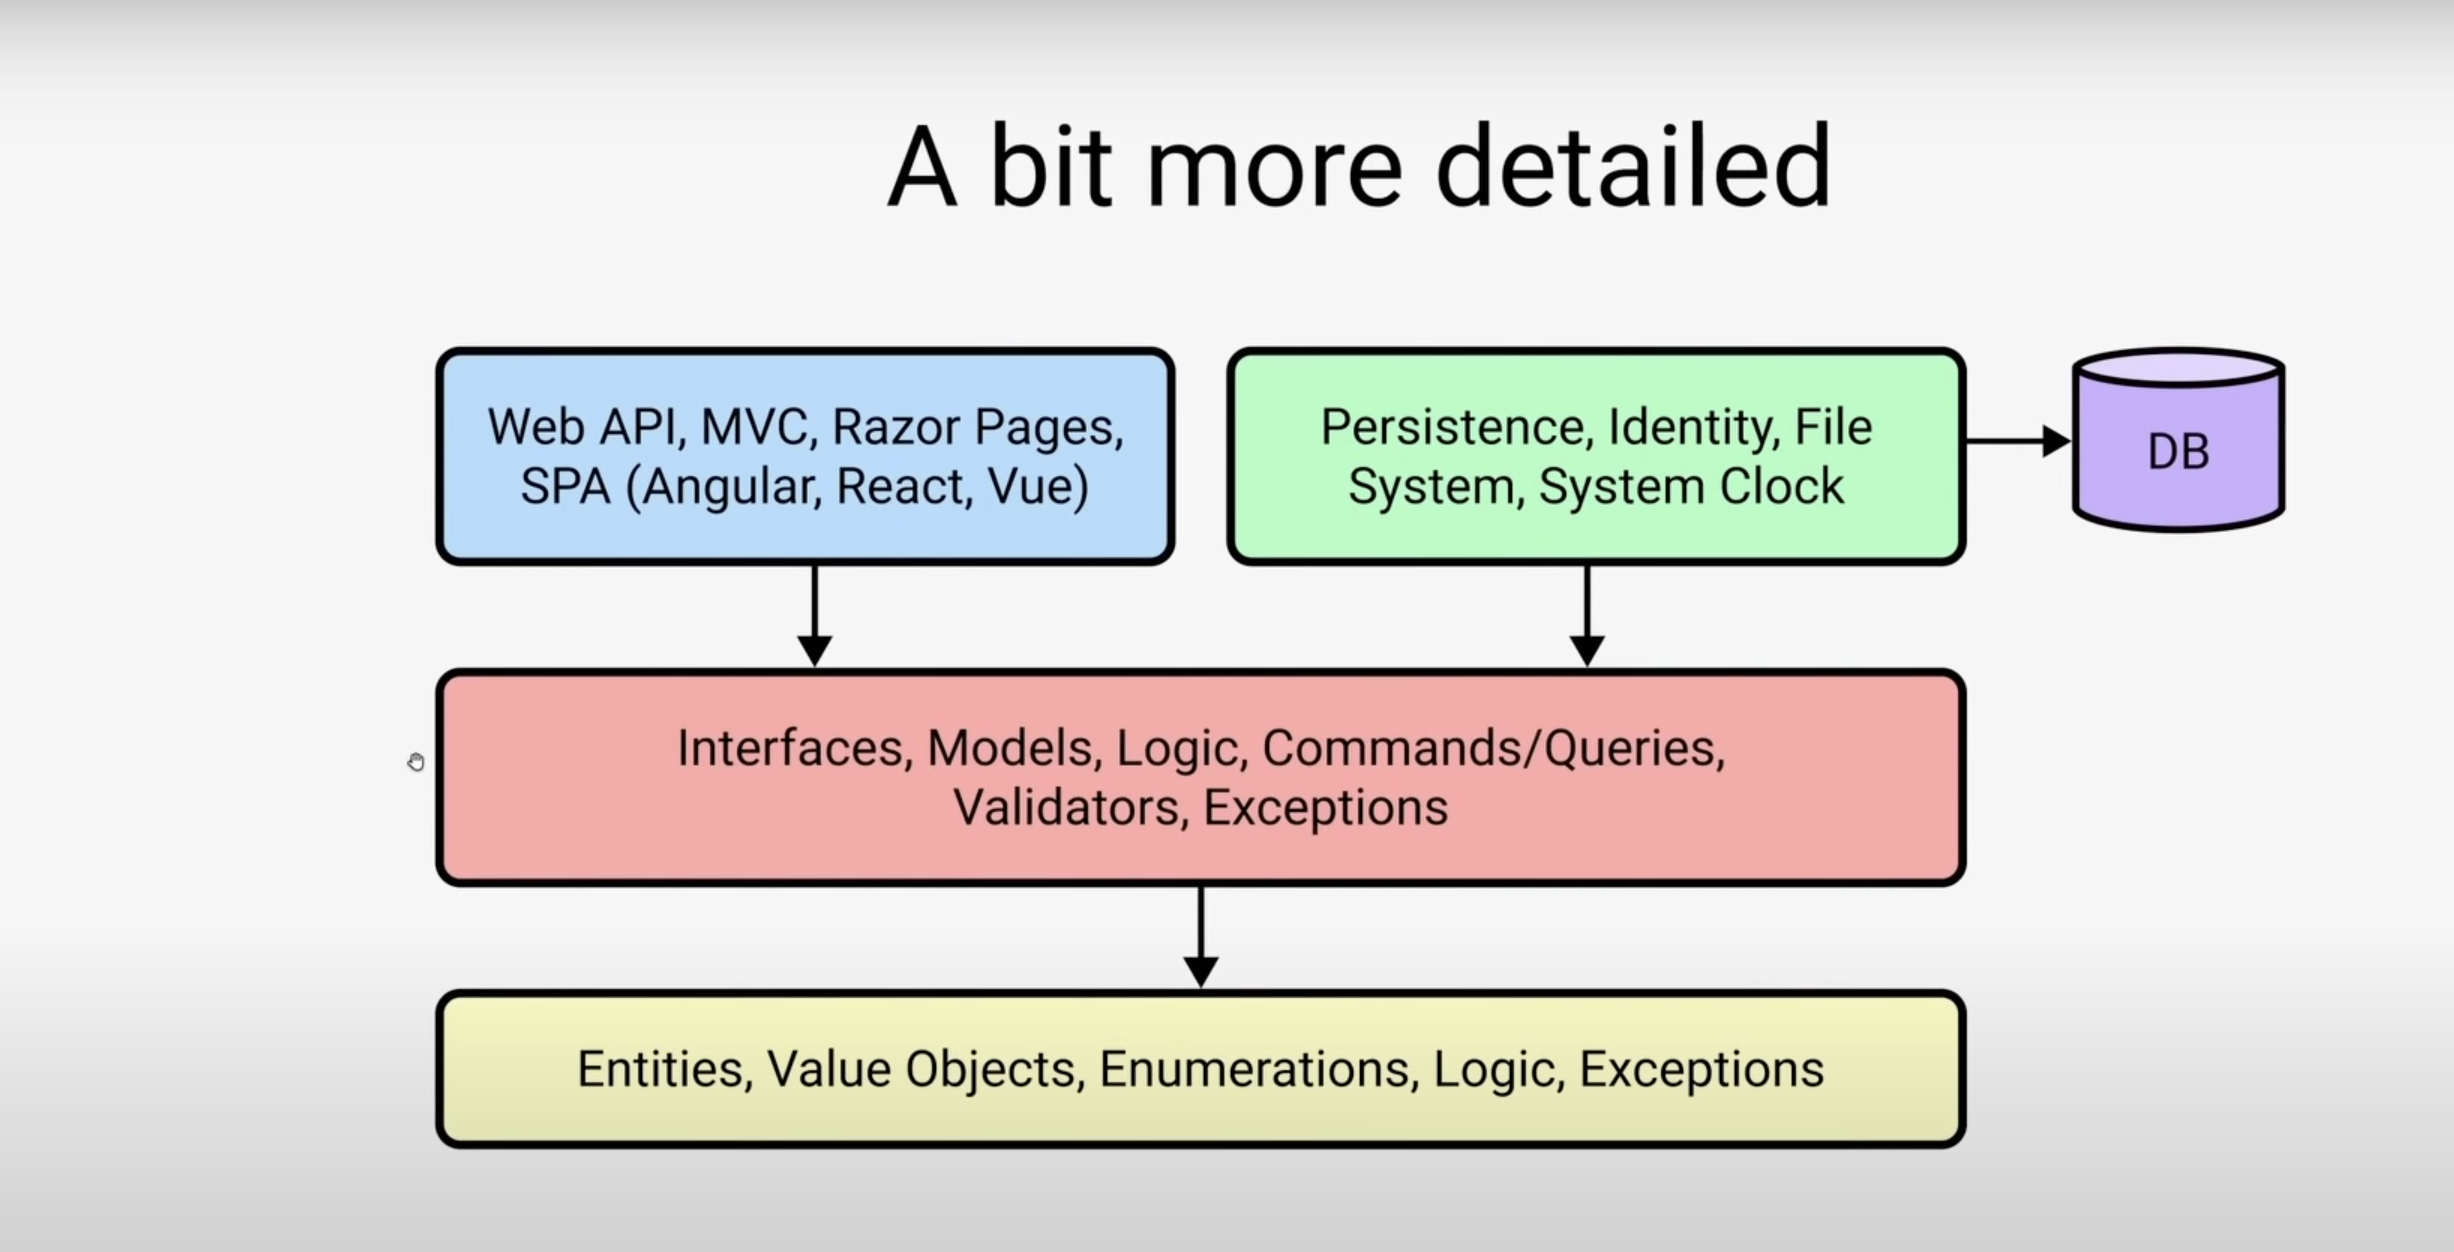 A bit more detailed
Web API, MVC, Razor Pages,
SPA (Angular, React, Vue)
Persistence, Identity, File
System, System Clock
DB
Interfaces, Models, Logic, Commands/Queries,
Validators, Exceptions
Entities, Value Objects, Enumerations, Logic, Exceptions